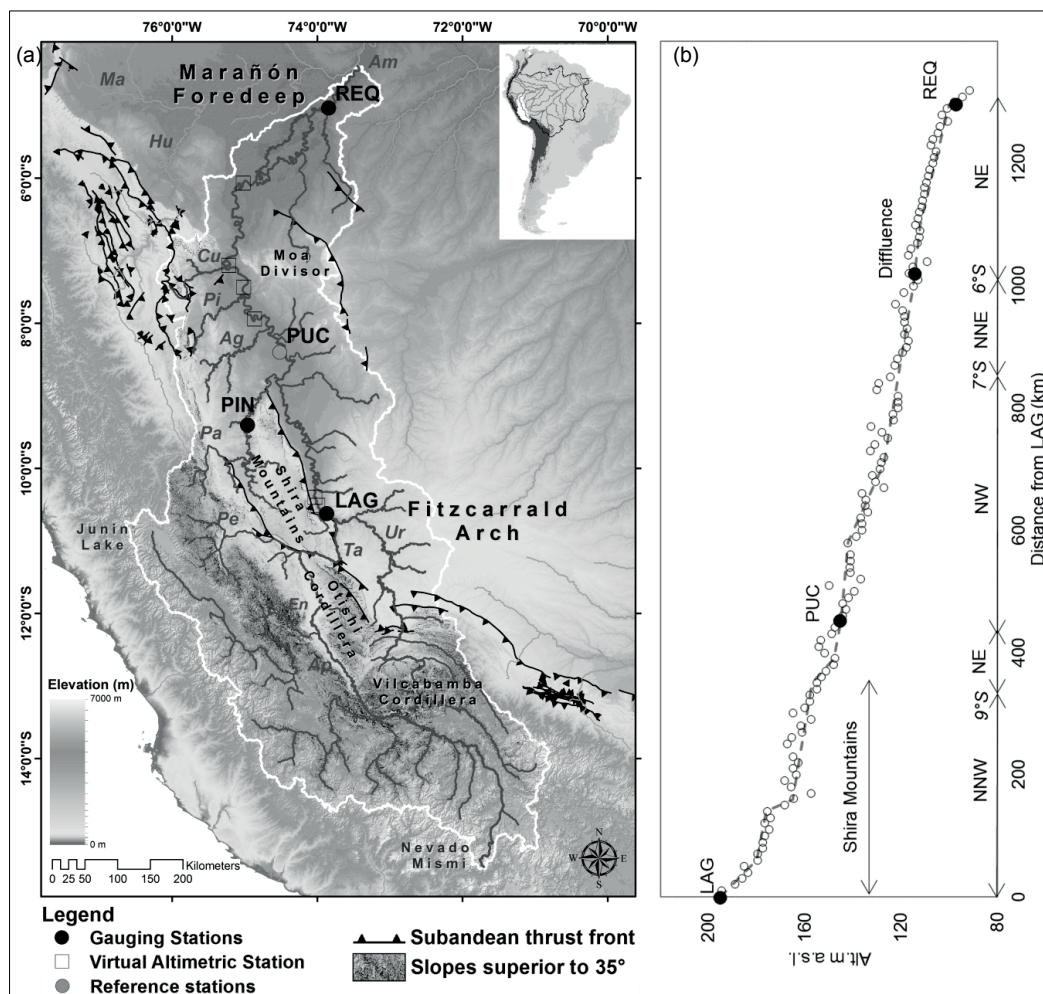 76°0'0"W 74°0'0"W 72°0'0"W 70°0'0"W
(a)
Am
Ma
Marañón
Foredeep
REQ
Hu
6°0'0"S
Moa
Divisor
Cu
Pi
8°0'0"S
Ag
PUC
PIN
Pa
10°0'0"S
Shira
Mountains
LAG
Fitzcarrald
Arch
Junin
Lake
Pe
Ur
Ta
12°0'0"S
En
Otishi
Cordillera
Ap
Vilcabamba
Cordillera
Elevation (m)
7000 m
0 m
14°0'0"S
Nevado
Mismi
N
W E
S
Kilometers
0 25 50 100 150 200
Legend
Gauging Stations
Virtual Altimetric Station
Reference stations
Subandean thrust front
Slopes superior to 35°
(b)
LAG
PUC
Diffluence
REQ
Shira Mountains
NNW 9°S NE NW 7°S NNE 6°S NE
200 160 120 80
Alt.m a.s.l.
0 200 400 600 800 1000 1200
Distance from LAG (km)